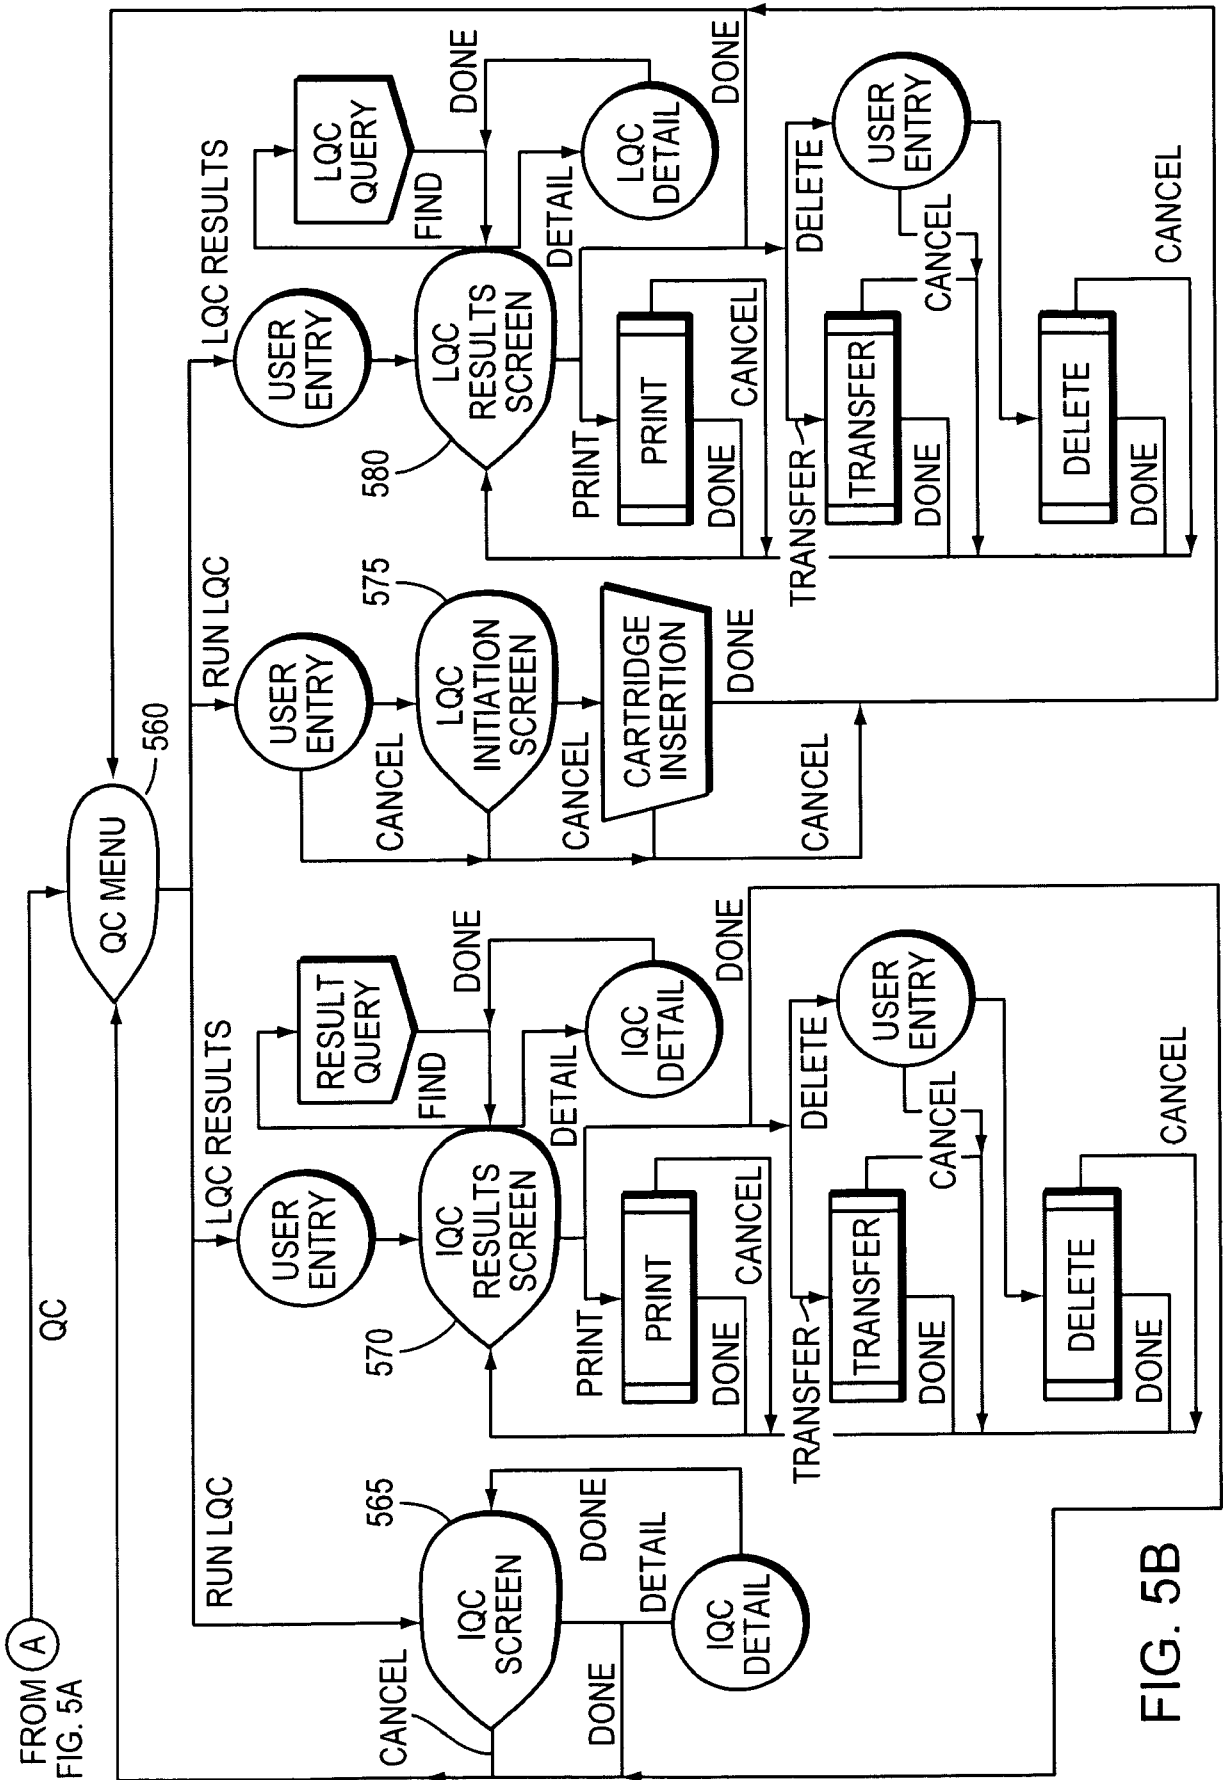 FROM
FIG. 5A
A
QC
QC MENU
560
RUN LQC
LQC RESULTS
RUN LQC
LQC RESULTS
IQC
SCREEN
565
CANCEL
DONE
DETAIL
DONE
IQC
DETAIL
USER
ENTRY
IQC
RESULTS
SCREEN
570
RESULT
QUERY
FIND
DONE
DETAIL
IQC
DETAIL
PRINT
PRINT
DONE
CANCEL
DONE
TRANSFER
DELETE
TRANSFER
DONE
USER
ENTRY
CANCEL
DELETE
DONE
CANCEL
USER
ENTRY
CANCEL
LQC
INITIATION
SCREEN
575
CANCEL
CARTRIDGE
INSERTION
CANCEL
DONE
USER
ENTRY
LQC
RESULTS
SCREEN
580
LQC
QUERY
FIND
DONE
DETAIL
LQC
DETAIL
PRINT
PRINT
DONE
CANCEL
DONE
TRANSFER
DELETE
TRANSFER
DONE
USER
ENTRY
CANCEL
DELETE
DONE
CANCEL
FIG. 5B